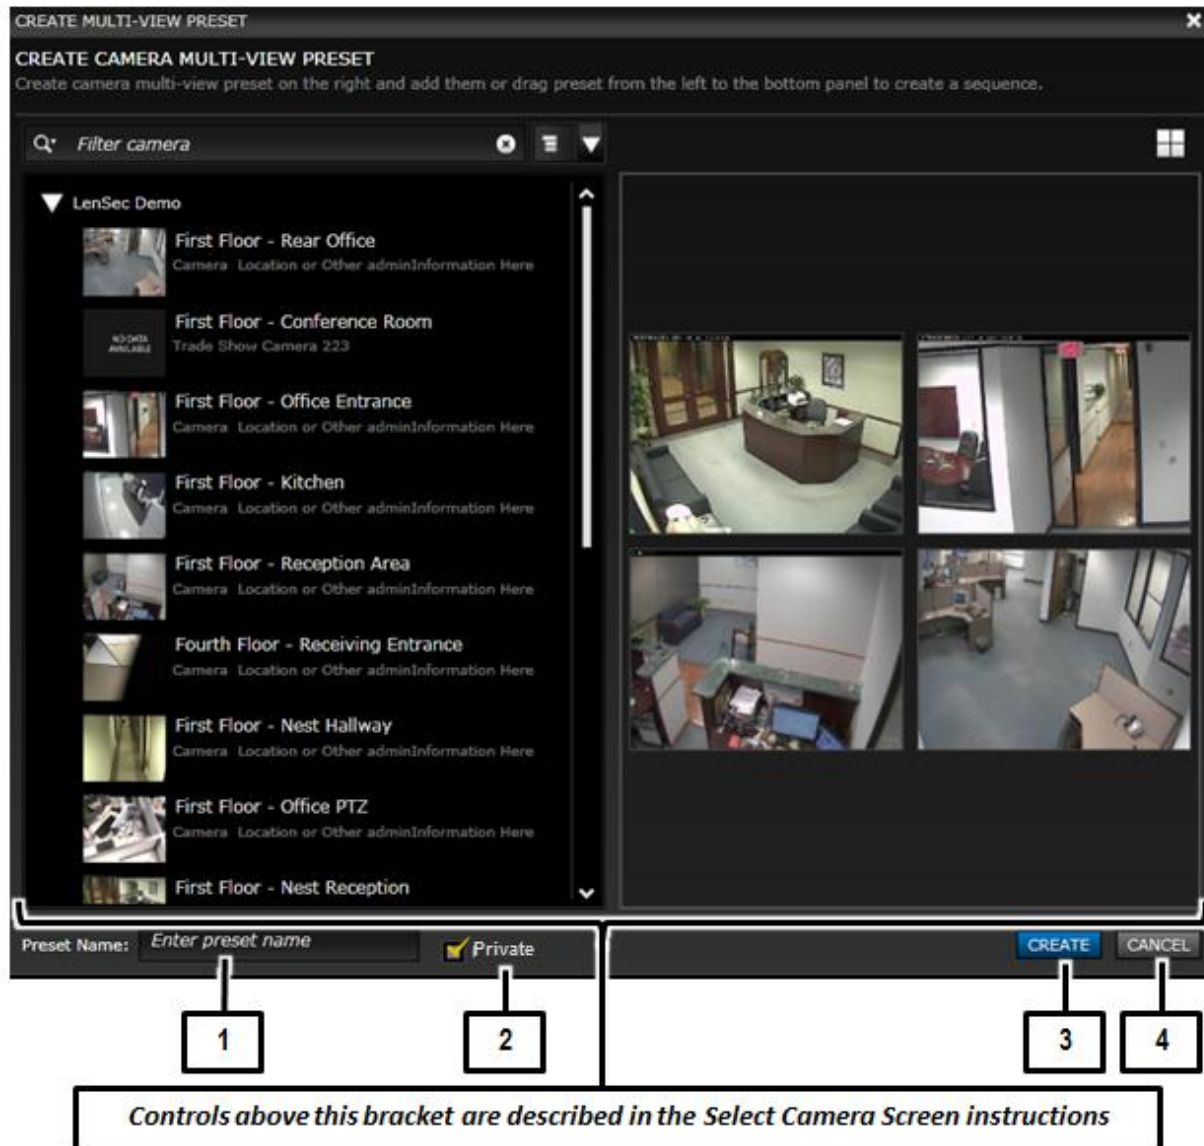 CREATE MULTI-VIEW PRESET
CREATE CAMERA MULTI-VIEW PRESET
Create camera multi-view preset on the right and add them or drag preset from the left to the bottom panel to create a sequence.
Filter camera
LenSec Demo
First Floor - Rear Office
Camera Location or Other adminInformation Here
First Floor - Conference Room
Trade Show Camera 223
NO DATA
AVAILABLE
First Floor - Office Entrance
Camera Location or Other adminInformation Here
First Floor - Kitchen
Camera Location or Other adminInformation Here
First Floor - Reception Area
Camera Location or Other adminInformation Here
Fourth Floor - Receiving Entrance
Camera Location or Other adminInformation Here
First Floor - Nest Hallway
Camera Location or Other adminInformation Here
First Floor - Office PTZ
Camera Location or Other adminInformation Here
First Floor - Nest Reception
Preset Name: Enter preset name Private CREATE CANCEL
1 2 3 4
Controls above this bracket are described in the Select Camera Screen instructions